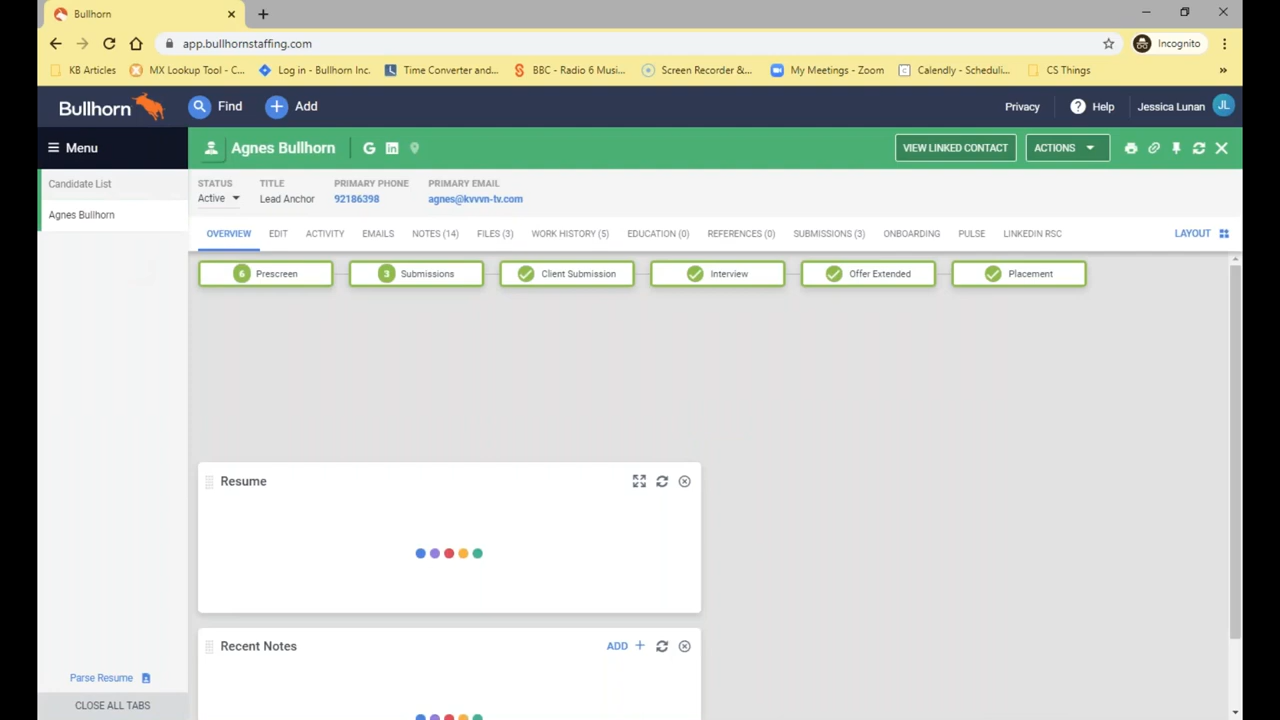 Bullhorn
app.bullhornstaffing.com
Incognito
KB Articles
MX Lookup Tool - C...
Log in - Bullhorn Inc.
Time Converter and...
BBC - Radio 6 Musi...
Screen Recorder &...
My Meetings - Zoom
Calendly - Scheduli...
CS Things
»
Bullhorn
Find
Add
Privacy
? Help
Jessica Lunan JL
Menu
Agnes Bullhorn
G in
VIEW LINKED CONTACT
ACTIONS
Candidate List
Agnes Bullhorn
STATUS TITLE PRIMARY PHONE PRIMARY EMAIL
Active Lead Anchor 92186398 agnes@kvvvn-tv.com
OVERVIEW EDIT ACTIVITY EMAILS NOTES (14) FILES (3) WORK HISTORY (5) EDUCATION (0) REFERENCES (0) SUBMISSIONS (3) ONBOARDING PULSE LINKEDIN RSC LAYOUT
6 Prescreen 3 Submissions Client Submission Interview Offer Extended Placement
Resume
Recent Notes ADD +
Parse Resume
CLOSE ALL TABS